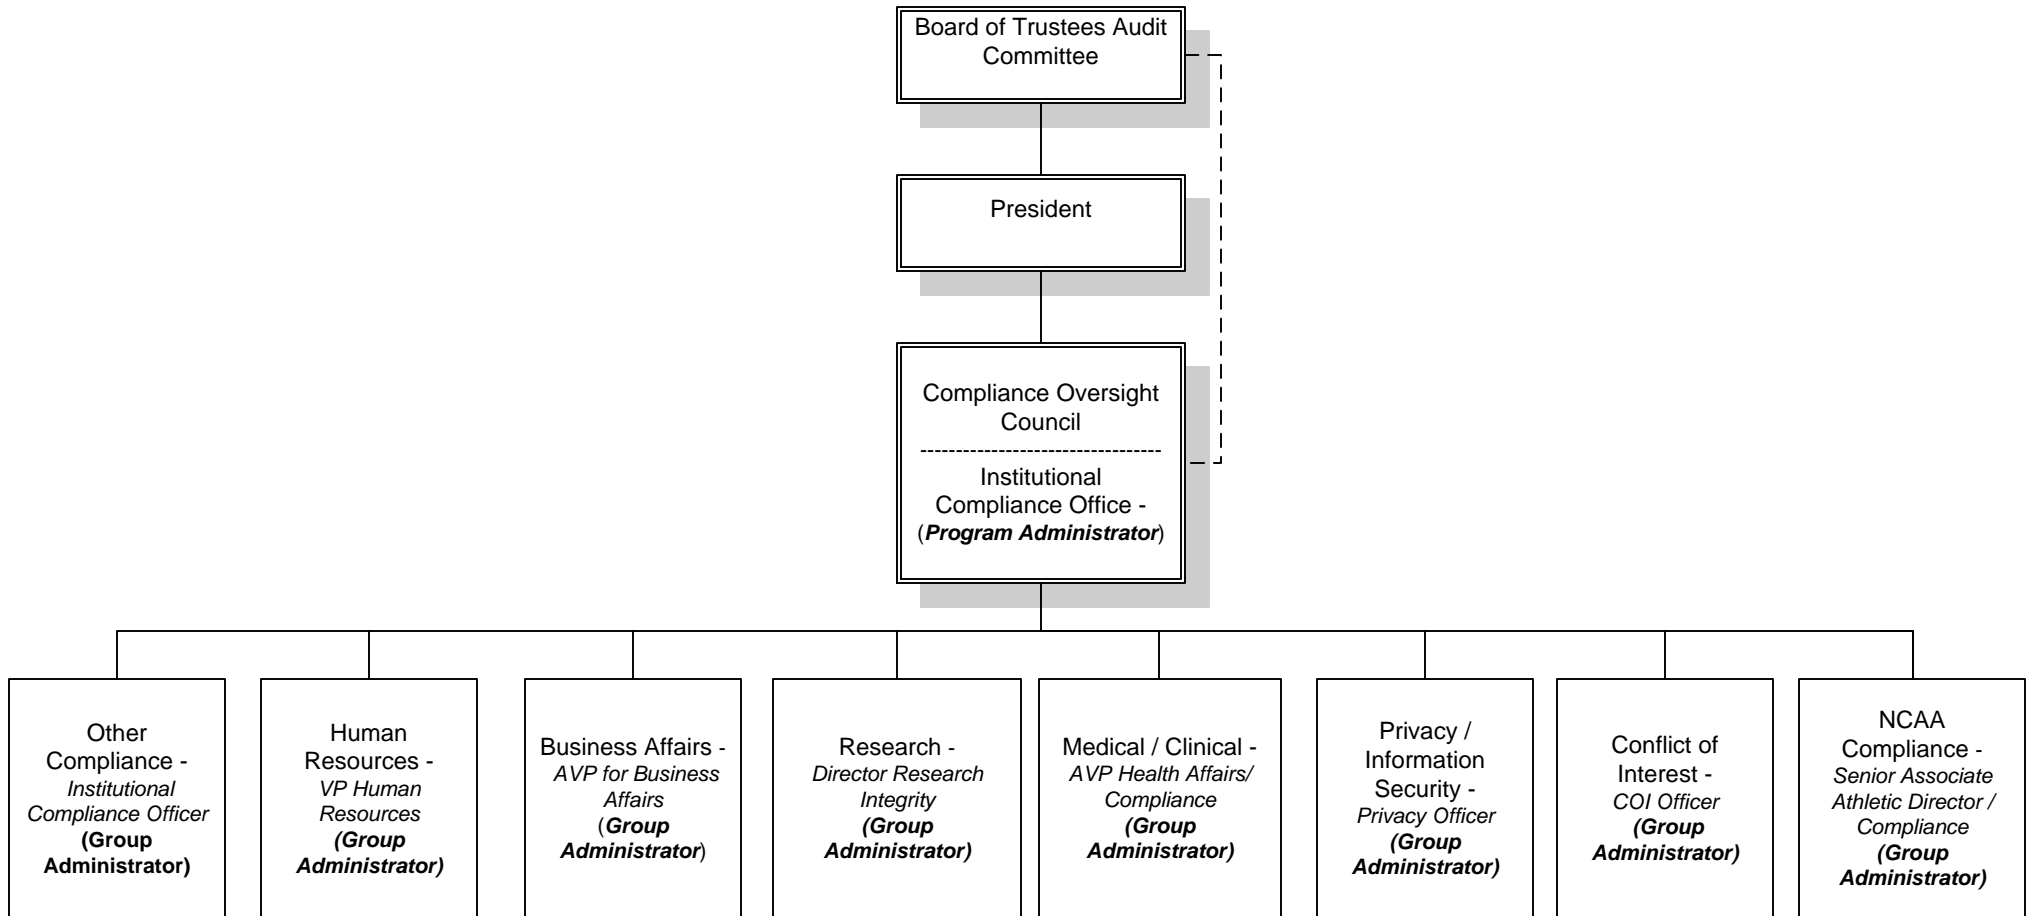 Board of Trustees Audit
Committee
President
Compliance Oversight
Council
----------------------------------
Institutional
Compliance Office -
(Program Administrator)
Other
Compliance -
Institutional
Compliance Officer
(Group
Administrator)
Human
Resources -
VP Human
Resources
(Group
Administrator)
Business Affairs -
AVP for Business
Affairs
(Group
Administrator)
Research -
Director Research
Integrity
(Group
Administrator)
Medical / Clinical -
AVP Health Affairs/
Compliance
(Group
Administrator)
Privacy /
Information
Security -
Privacy Officer
(Group
Administrator)
Conflict of
Interest -
COI Officer
(Group
Administrator)
NCAA
Compliance -
Senior Associate
Athletic Director /
Compliance
(Group
Administrator)